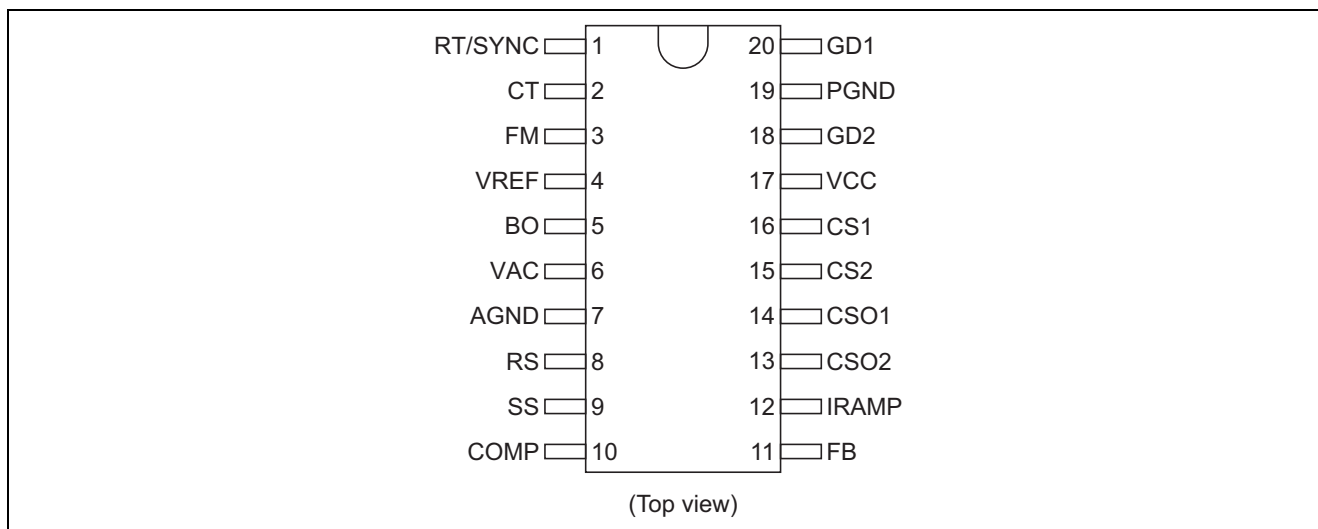 RT/SYNC 1 20 GD1
CT 2 19 PGND
FM 3 18 GD2
VREF 4 17 VCC
BO 5 16 CS1
VAC 6 15 CS2
AGND 7 14 CSO1
RS 8 13 CSO2
SS 9 12 IRAMP
COMP 10 11 FB
(Top view)